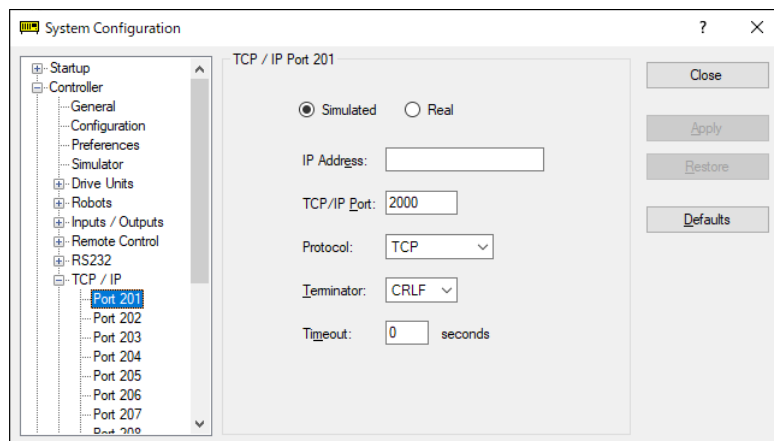 System Configuration
?
Startup
Controller
General
Configuration
Preferences
Simulator
Drive Units
Robots
Inputs / Outputs
Remote Control
RS232
TCP / IP
Port 201
Port 202
Port 203
Port 204
Port 205
Port 206
Port 207
Port 208
TCP / IP Port 201
Simulated
Real
IP Address:
TCP/IP Port: 2000
Protocol: TCP
Terminator: CRLF
Timeout: 0 seconds
Close
Apply
Restore
Defaults